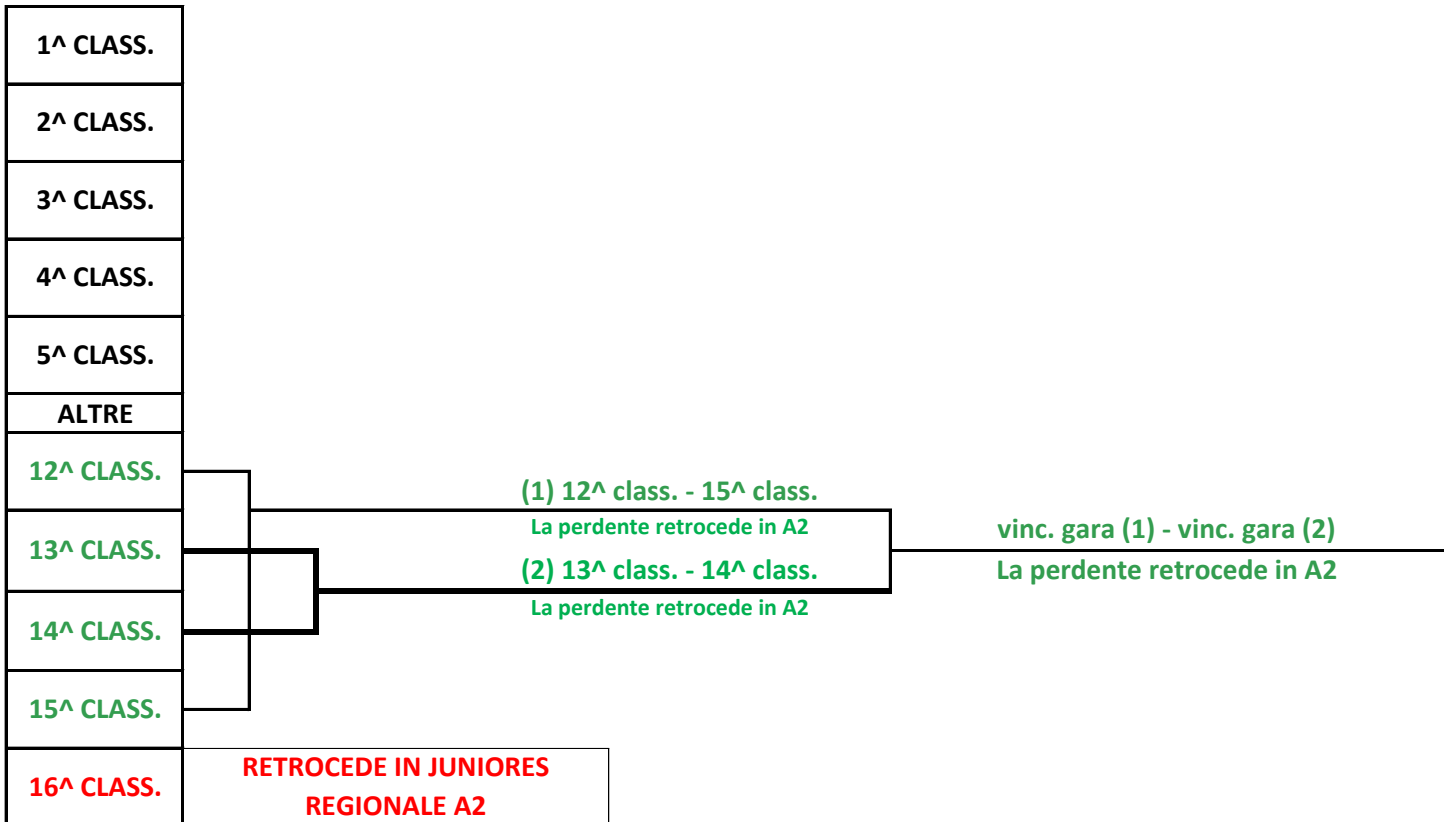 1^ CLASS.
2^ CLASS.
3^ CLASS.
4^ CLASS.
5^ CLASS.
ALTRE
12^ CLASS.
13^ CLASS.
14^ CLASS.
15^ CLASS.
16^ CLASS.
(1) 12^ class. - 15^ class.
La perdente retrocede in A2
(2) 13^ class. - 14^ class.
La perdente retrocede in A2
vinc. gara (1) - vinc. gara (2)
La perdente retrocede in A2
RETROCEDE IN JUNIORES
REGIONALE A2